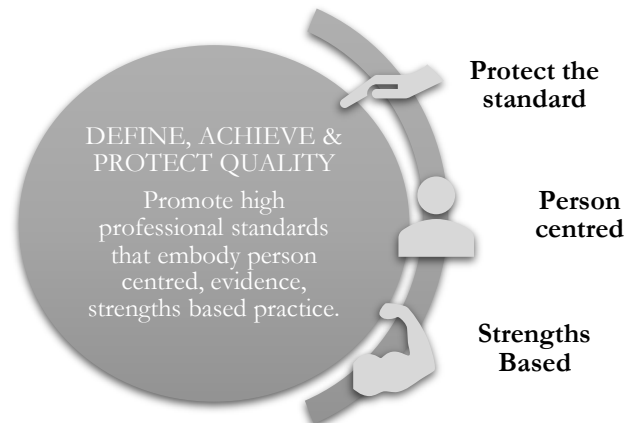 DEFINE, ACHIEVE &
PROTECT QUALITY
Promote high
professional standards
that embody person
centred, evidence,
strengths based practice.
Protect the
standard
Person
centred
Strengths
Based